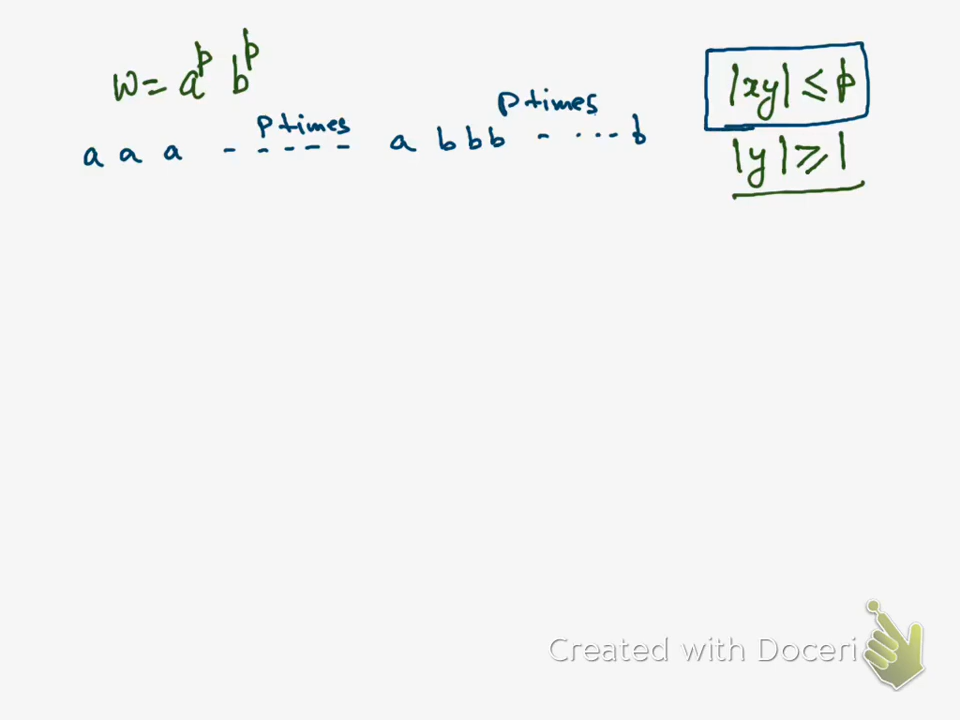 w = a^p b^p
|xy| ≤ p
p times p times
a a a - - - - - a b b b - · · - b
|y| ≥ 1
Created with Doceri